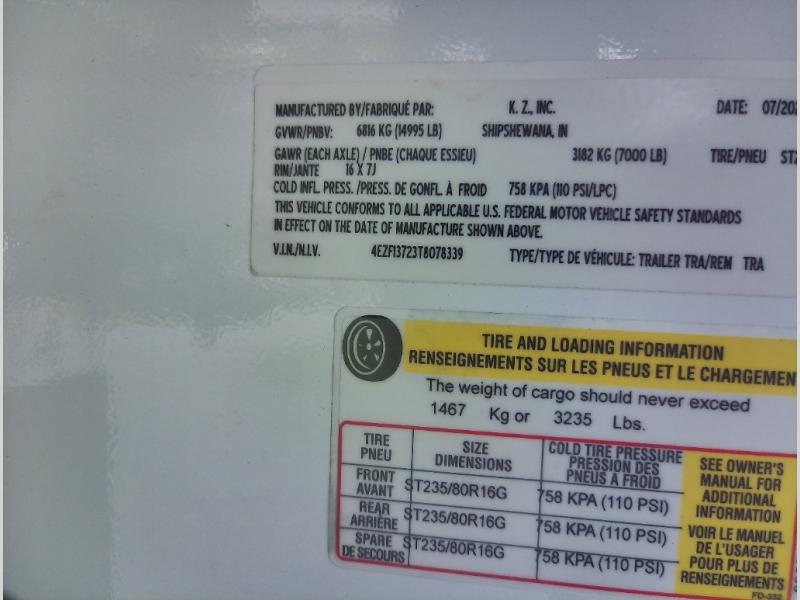 MANUFACTURED BY/FABRIQUÉ PAR: K. Z., INC. DATE: 07/202
GVWR/PNBV: 6816 KG (14995 LB) SHIPSHEWANA, IN
GAWR (EACH AXLE) / PNBE (CHAQUE ESSIEU) 3182 KG (7000 LB) TIRE/PNEU ST2
RIM/JANTE 16 X 7J
COLD INFL. PRESS. /PRESS. DE GONFL. À FROID 758 KPA (110 PSI/LPC)
THIS VEHICLE CONFORMS TO ALL APPLICABLE U.S. FEDERAL MOTOR VEHICLE SAFETY STANDARDS
IN EFFECT ON THE DATE OF MANUFACTURE SHOWN ABOVE.
V.I.N./N.I.V. 4EZF13723T8078339 TYPE/TYPE DE VÉHICULE: TRAILER TRA/REM TRA
TIRE AND LOADING INFORMATION
RENSEIGNEMENTS SUR LES PNEUS ET LE CHARGEMEN
The weight of cargo should never exceed
1467 Kg or 3235 Lbs.
TIRE
PNEU
SIZE
DIMENSIONS
COLD TIRE PRESSURE
PRESSION DES
PNEUS A FROID
FRONT
AVANT
ST235/80R16G
758 KPA (110 PSI)
REAR
ARRIÈRE
ST235/80R16G
758 KPA (110 PSI)
SPARE
DE SECOURS
ST235/80R16G
758 KPA (110 PSI)
SEE OWNER'S
MANUAL FOR
ADDITIONAL
INFORMATION
VOIR LE MANUEL
DE L'USAGER
POUR PLUS DE
RENSEIGNEMENTS
FD-332